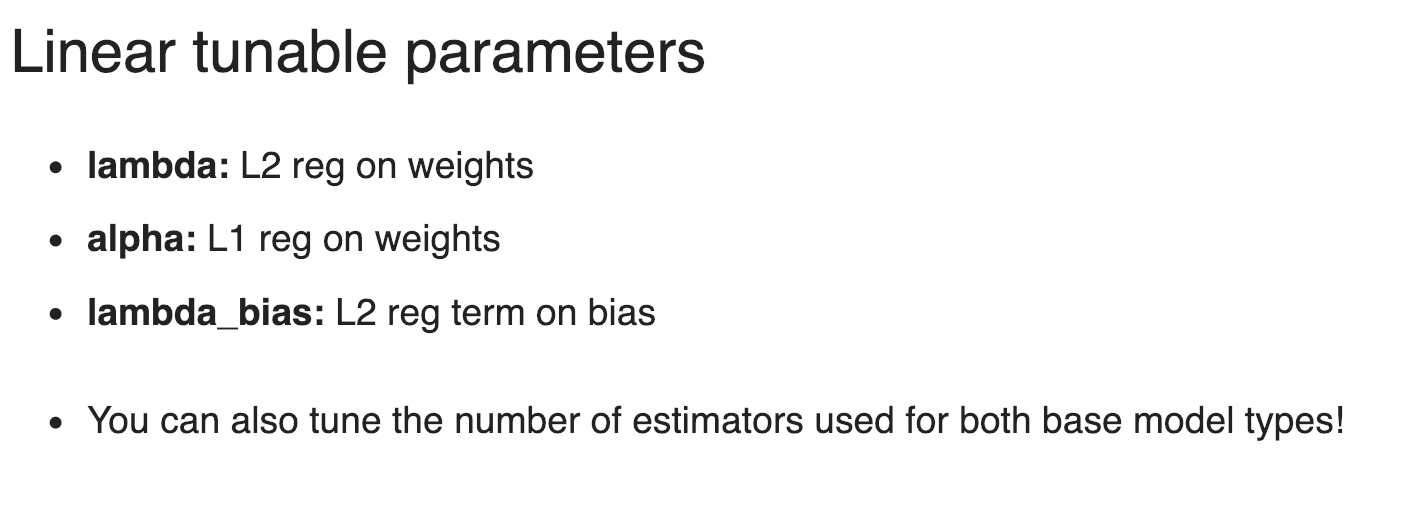 Linear tunable parameters
• lambda: L2 reg on weights
• alpha: L1 reg on weights
• lambda_bias: L2 reg term on bias
• You can also tune the number of estimators used for both base model types!